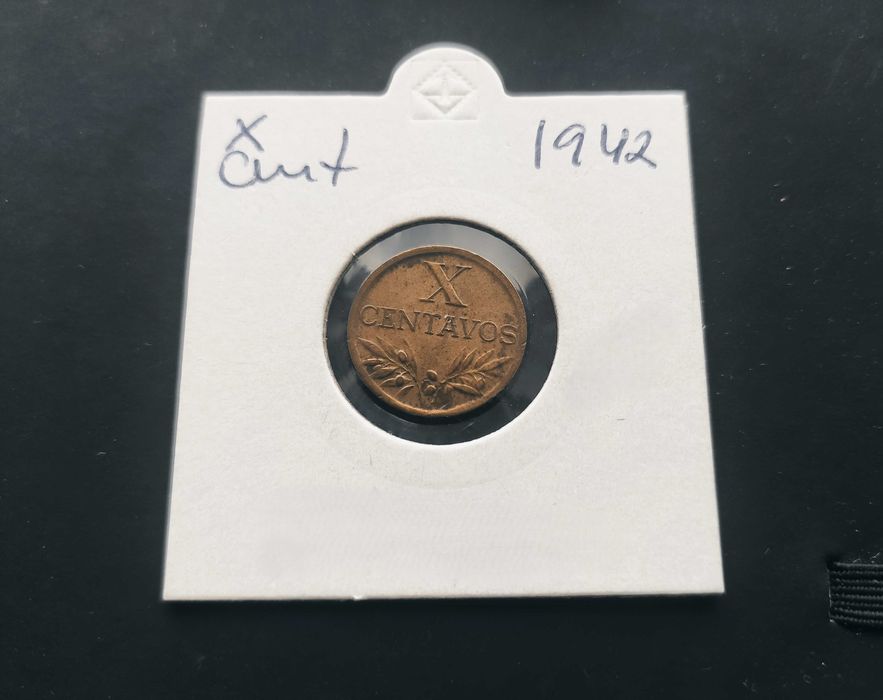 X 1942
Cent
X
CENTAVOS